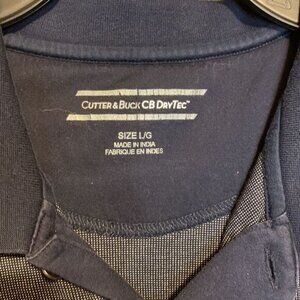 CUTTER & BUCK CB DRYTEC™
SIZE L/G
MADE IN INDIA
FABRIQUE EN INDES